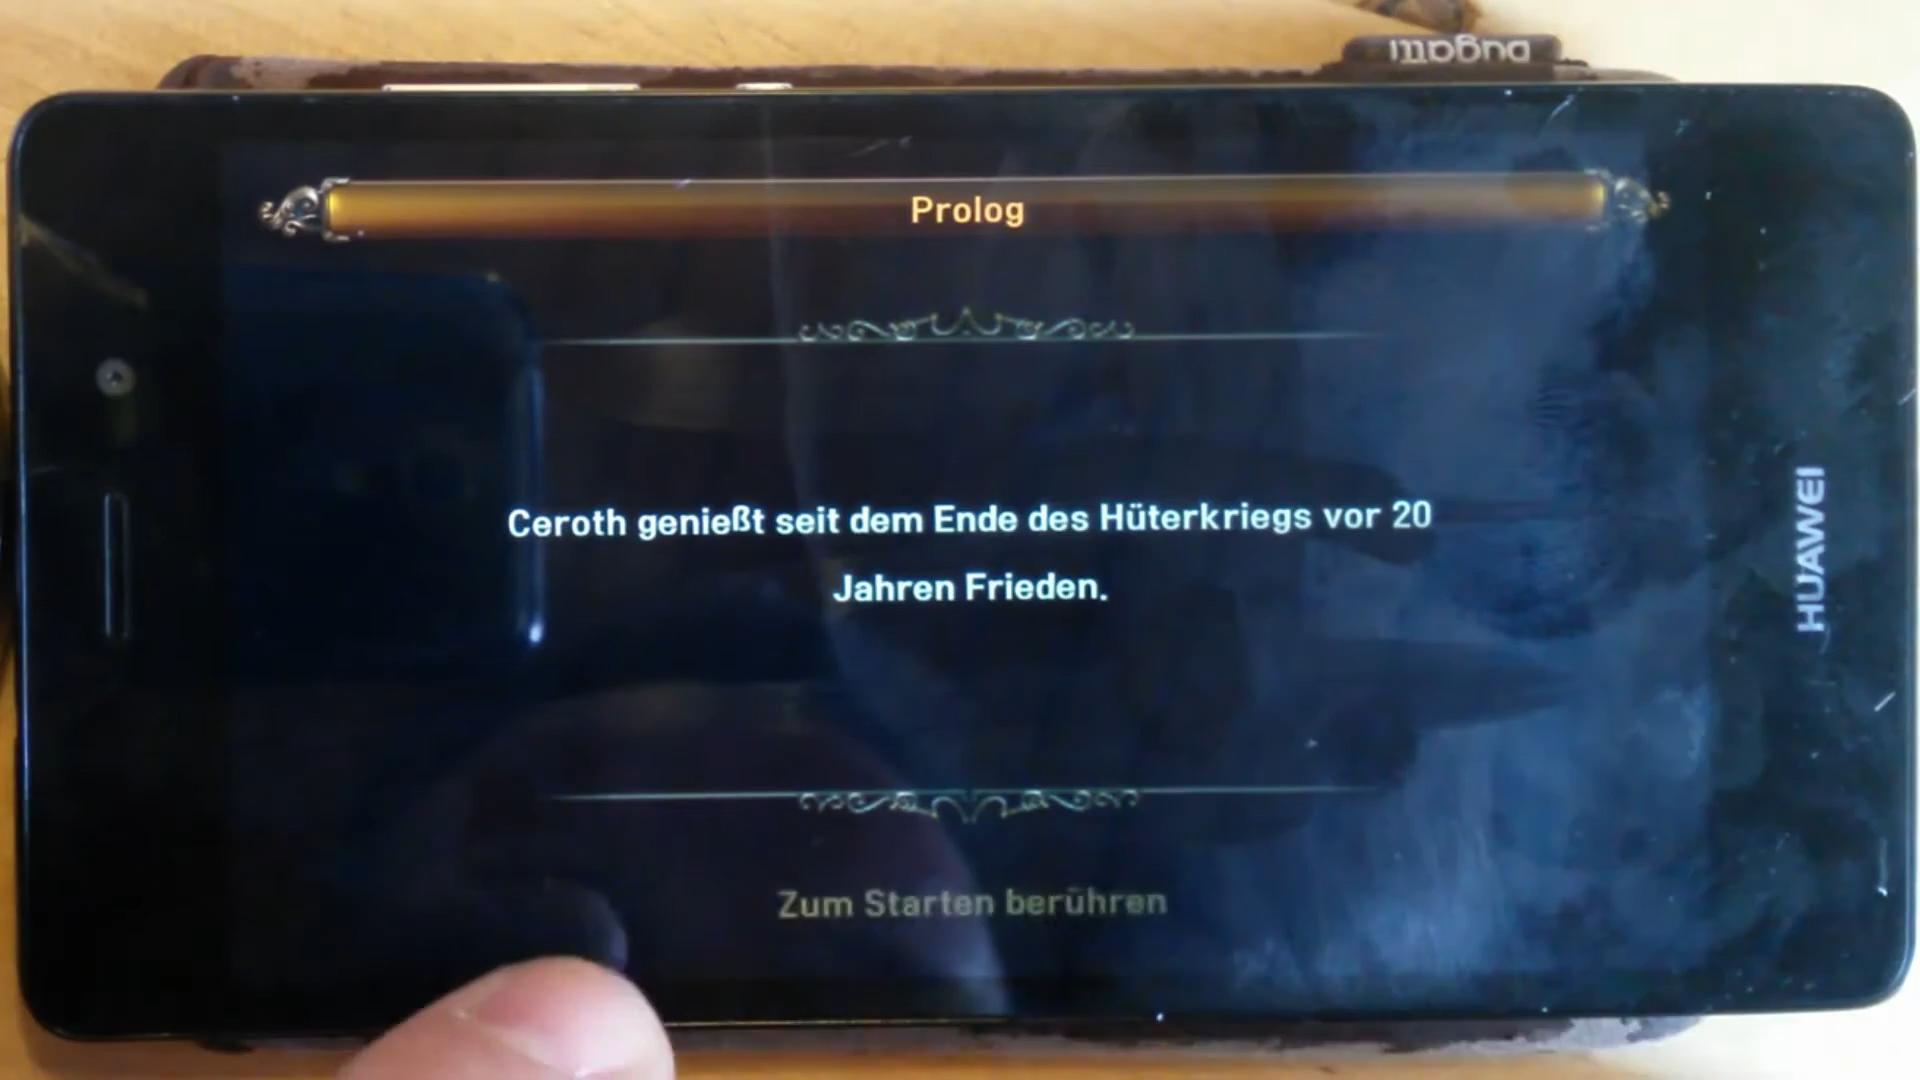 bugatti
Prolog
Ceroth genießt seit dem Ende des Hüterkriegs vor 20
Jahren Frieden.
Zum Starten berühren
HUAWEI